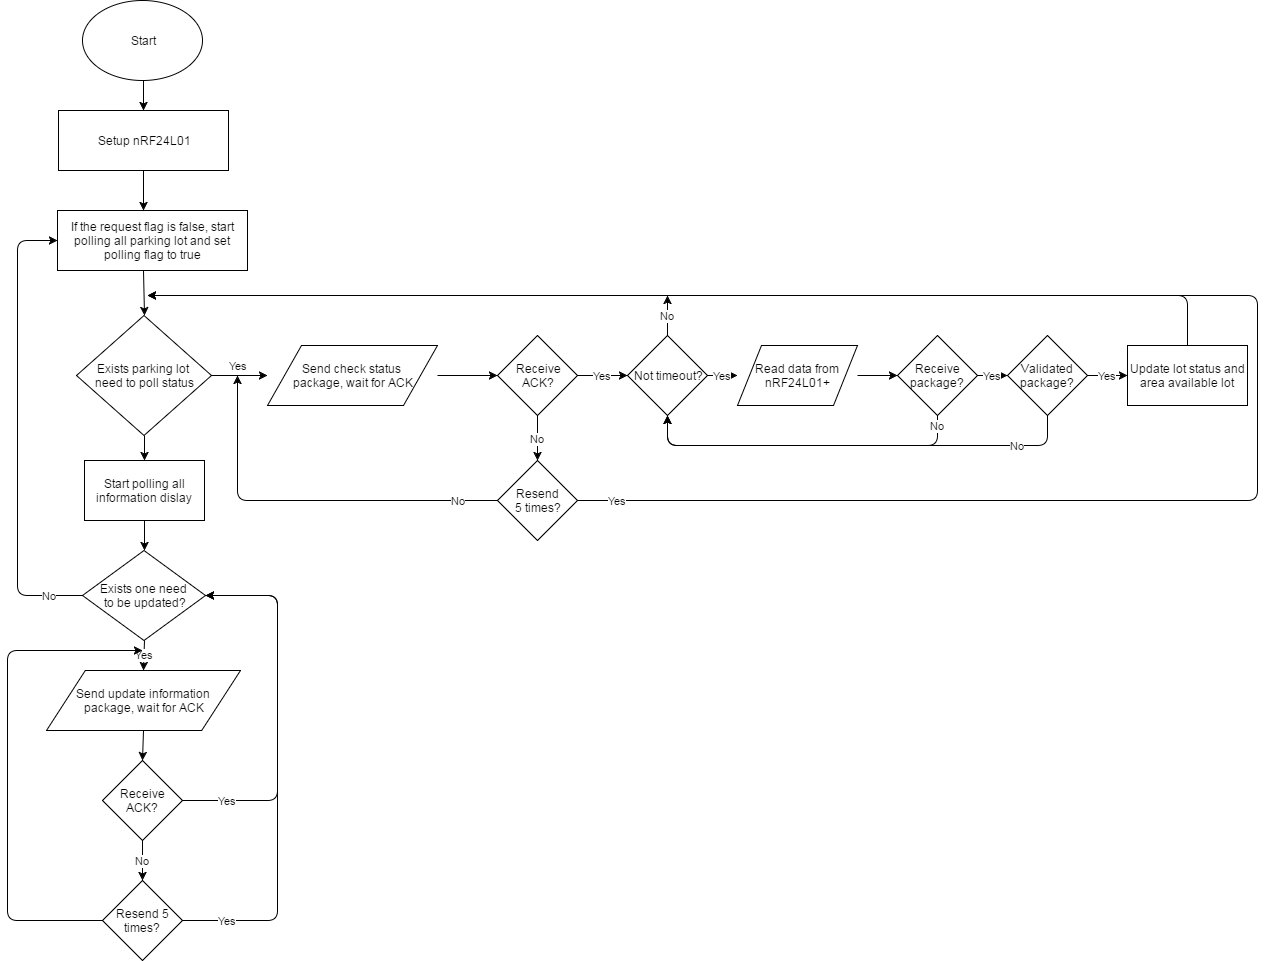 Start
Setup nRF24L01
If the request flag is false, start
polling all parking lot and set
polling flag to true
Exists parking lot
need to poll status
Yes
Send check status
package, wait for ACK
Receive
ACK?
Yes
Not timeout?
No
Yes
Read data from
nRF24L01+
Receive
package?
Yes
Validated
package?
Yes
Update lot status and
area available lot
No
No
No
Resend
5 times?
No
Yes
Start polling all
information dislay
Exists one need
to be updated?
No
Yes
Send update information
package, wait for ACK
Receive
ACK?
Yes
No
Resend 5
times?
Yes